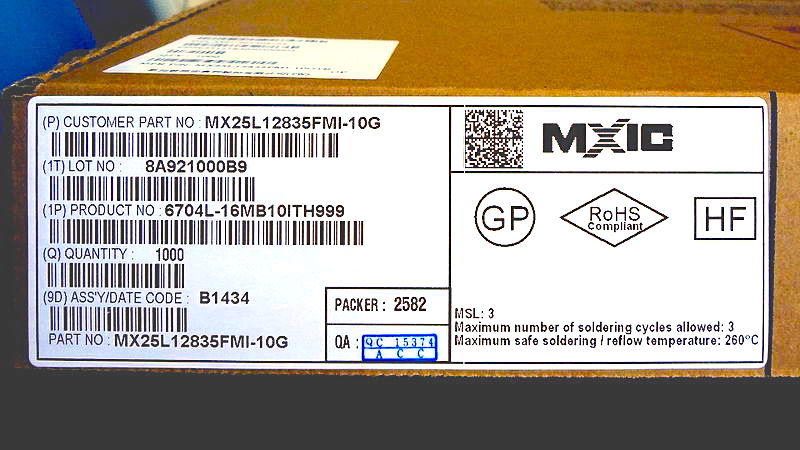 (P) CUSTOMER PART NO : MX25L12835FMI-10G
(1T) LOT NO : 8A921000B9
(1P) PRODUCT NO : 6704L-16MB10ITH999
(Q) QUANTITY : 1000
(9D) ASS'Y/DATE CODE : B1434
PART NO : MX25L12835FMI-10G
PACKER : 2582
QA : QC 15374
A C C
MXIC
GP
RoHS
Compliant
HF
MSL: 3
Maximum number of soldering cycles allowed: 3
Maximum safe soldering / reflow temperature: 260°C